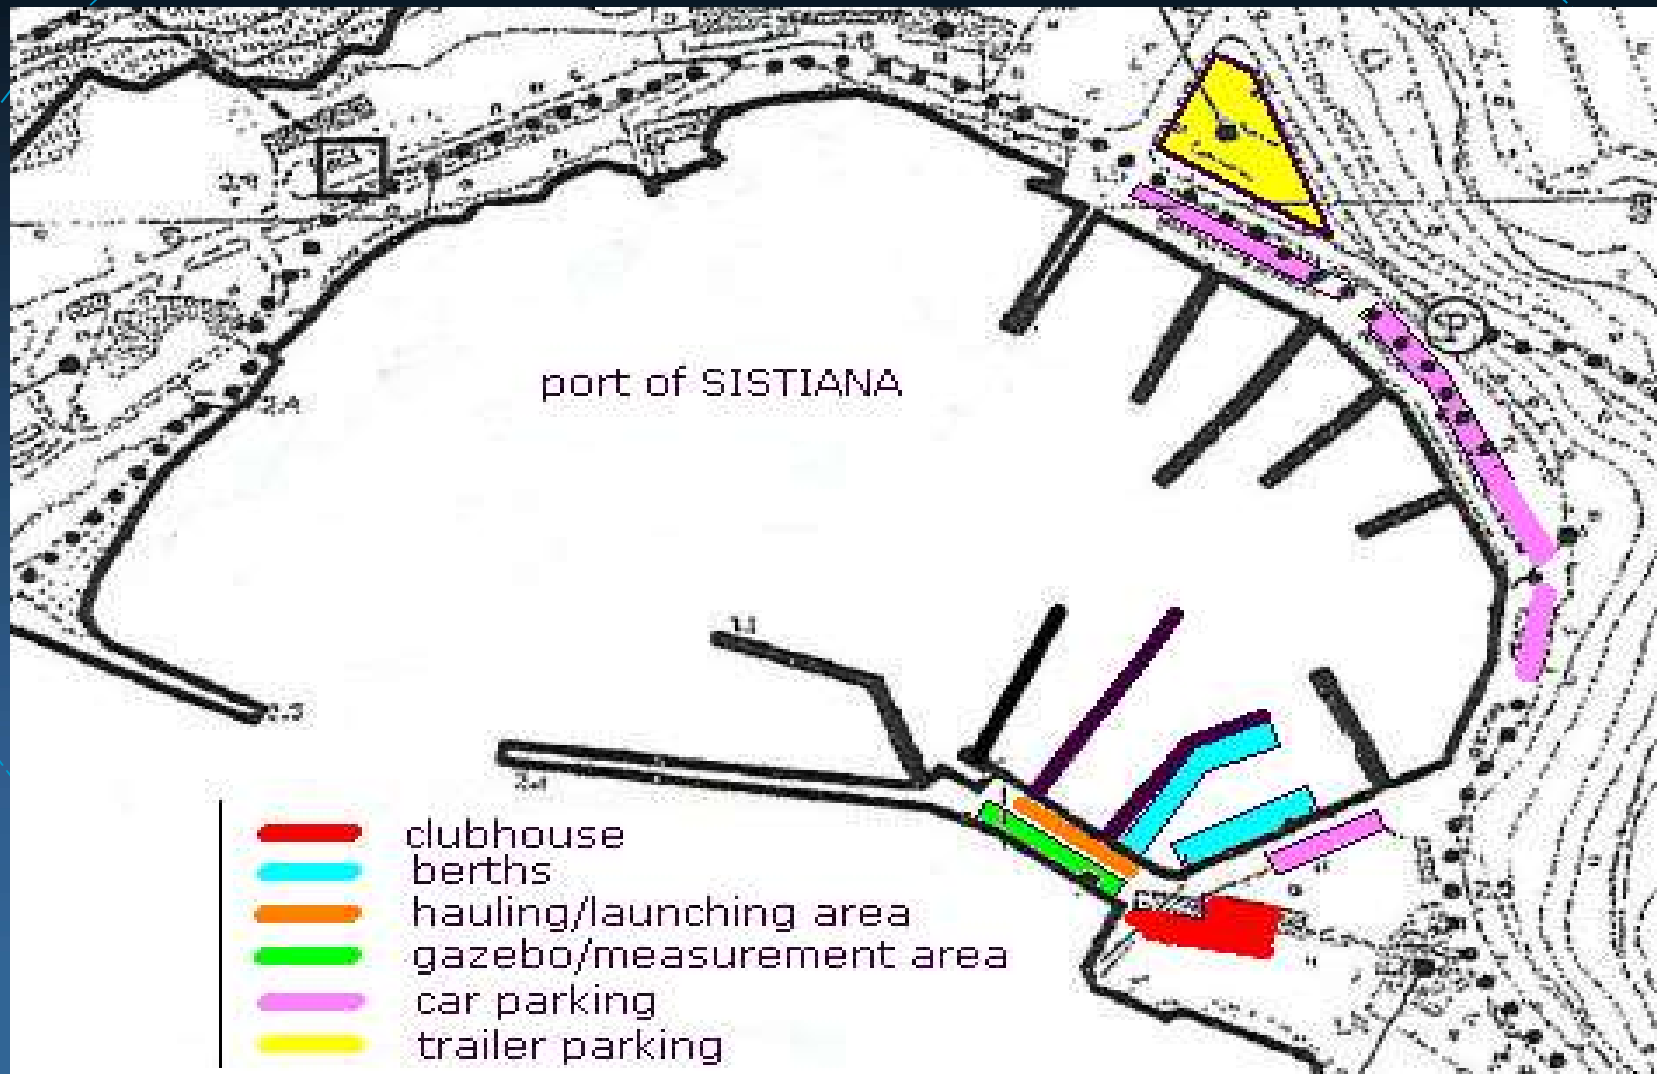 port of SISTIANA
clubhouse
berths
hauling/launching area
gazebo/measurement area
car parking
trailer parking